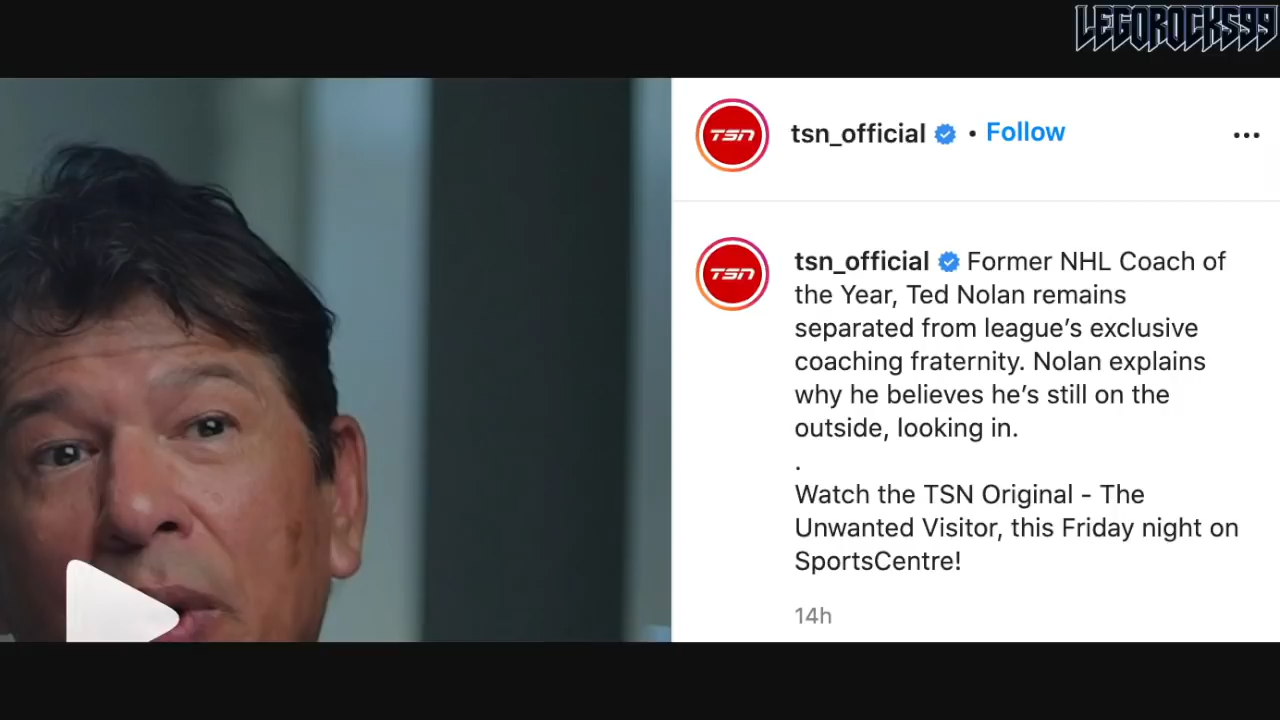 LEGOROCKS99
TSN
tsn_official • Follow
TSN
tsn_official Former NHL Coach of
the Year, Ted Nolan remains
separated from league’s exclusive
coaching fraternity. Nolan explains
why he believes he’s still on the
outside, looking in.
.
Watch the TSN Original - The
Unwanted Visitor, this Friday night on
SportsCentre!
14h